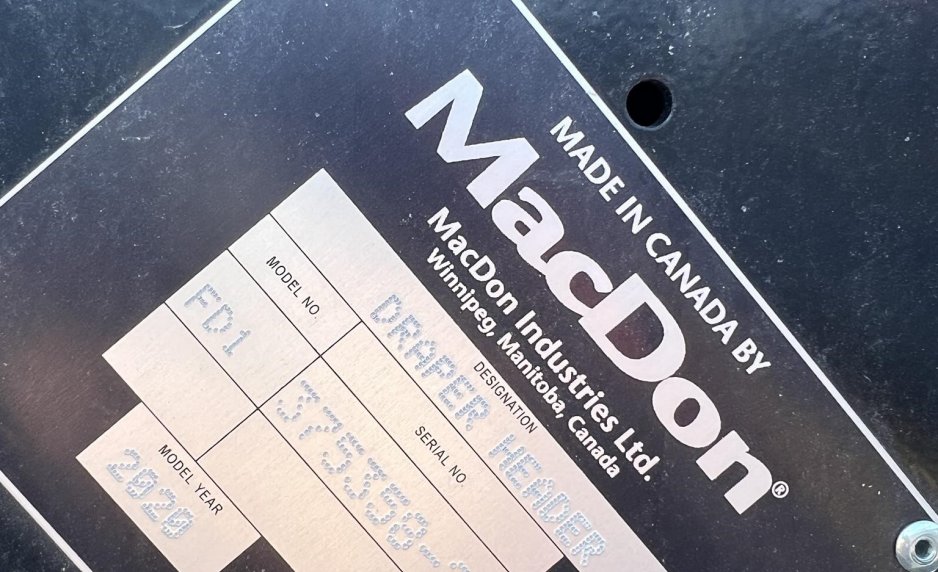 MADE IN CANADA BY
MacDon®
MacDon Industries Ltd.
Winnipeg, Manitoba, Canada
DESIGNATION
DRAPER HEADER
MODEL NO.
SERIAL NO
FD1
MODEL YEAR
2020